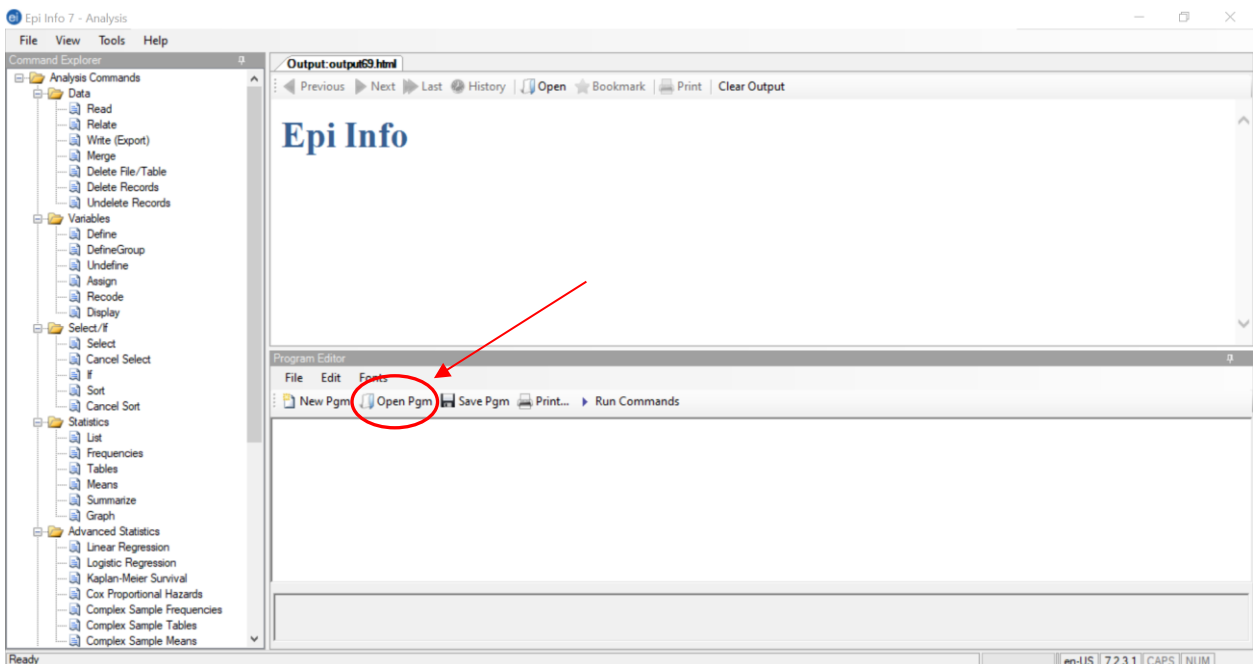 Epi Info 7 - Analysis
File View Tools Help
Command Explorer
Analysis Commands
Data
Read
Relate
Write (Export)
Merge
Delete File/Table
Delete Records
Undelete Records
Variables
Define
DefineGroup
Undefine
Assign
Recode
Display
Select/If
Select
Cancel Select
If
Sort
Cancel Sort
Statistics
List
Frequencies
Tables
Means
Summarize
Graph
Advanced Statistics
Linear Regression
Logistic Regression
Kaplan-Meier Survival
Cox Proportional Hazards
Complex Sample Frequencies
Complex Sample Tables
Complex Sample Means
Output:output69.html
Previous Next Last History Open Bookmark Print Clear Output
Epi Info
Program Editor
File Edit Fonts
New Pgm Open Pgm Save Pgm Print... Run Commands
Ready
en-US 7.2.3.1 CAPS NUM